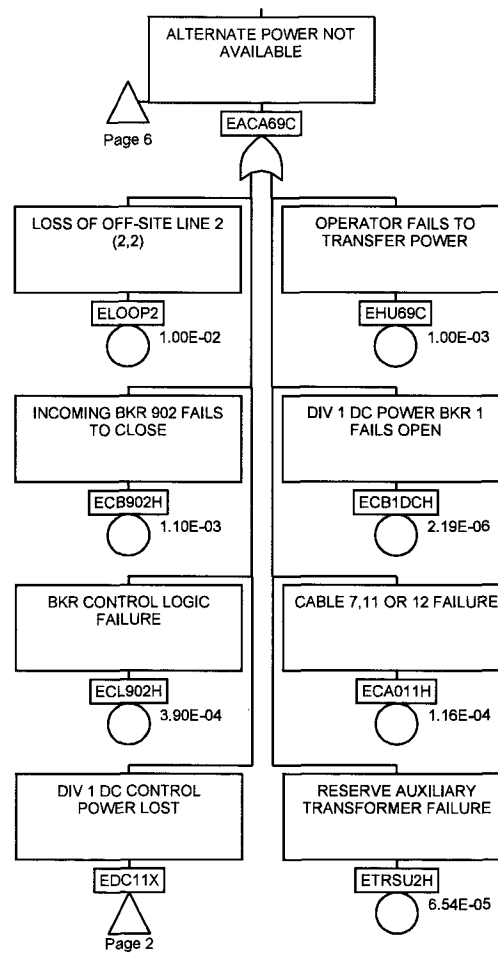 ALTERNATE POWER NOT
AVAILABLE
EACA69C
Page 6
LOSS OF OFF-SITE LINE 2
(2,2)
ELOOP2
1.00E-02
OPERATOR FAILS TO
TRANSFER POWER
EHU69C
1.00E-03
INCOMING BKR 902 FAILS
TO CLOSE
ECB902H
1.10E-03
DIV 1 DC POWER BKR 1
FAILS OPEN
ECB1DCH
2.19E-06
BKR CONTROL LOGIC
FAILURE
ECL902H
3.90E-04
CABLE 7,11 OR 12 FAILURE
ECA011H
1.16E-04
DIV 1 DC CONTROL
POWER LOST
EDC11X
Page 2
RESERVE AUXILIARY
TRANSFORMER FAILURE
ETRSU2H
6.54E-05